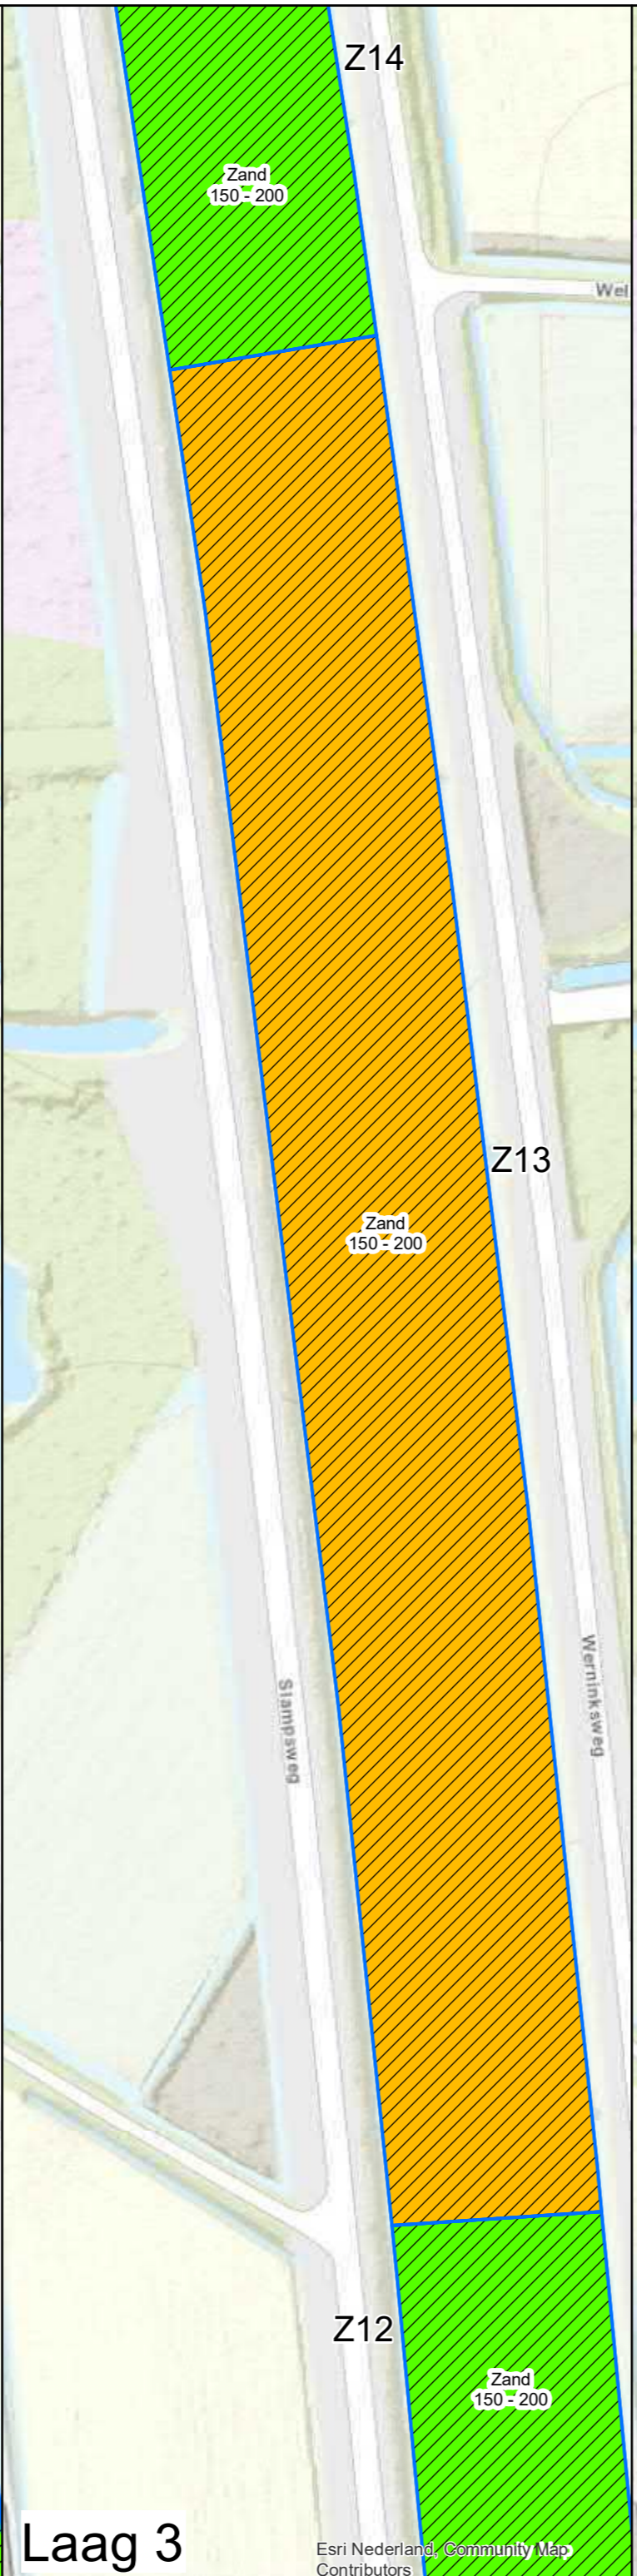 Z14
Zand
150 - 200
Wel
Z13
Zand
150 - 200
Werninksweg
Slampsweg
Z12
Zand
150 - 200
Laag 3
Esri Nederland, Community Map
Contributors